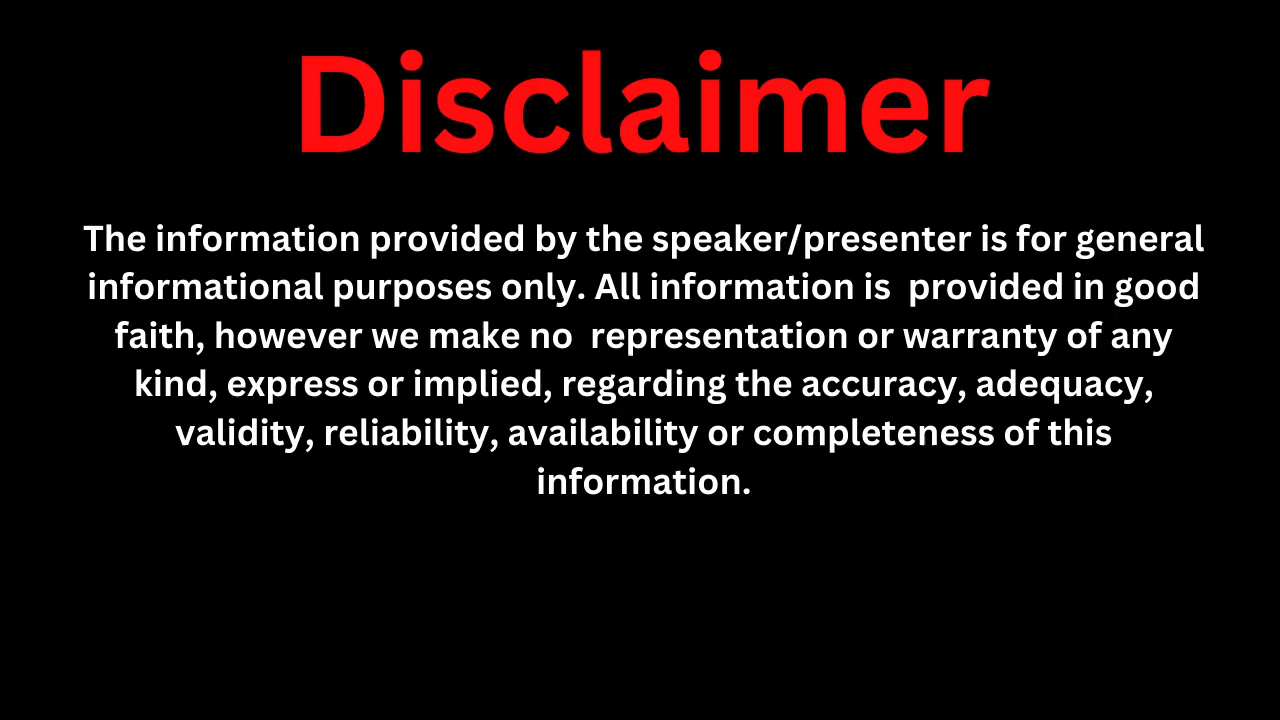 Disclaimer
The information provided by the speaker/presenter is for general
informational purposes only. All information is  provided in good
faith, however we make no  representation or warranty of any
kind, express or implied, regarding the accuracy, adequacy,
validity, reliability, availability or completeness of this
information.